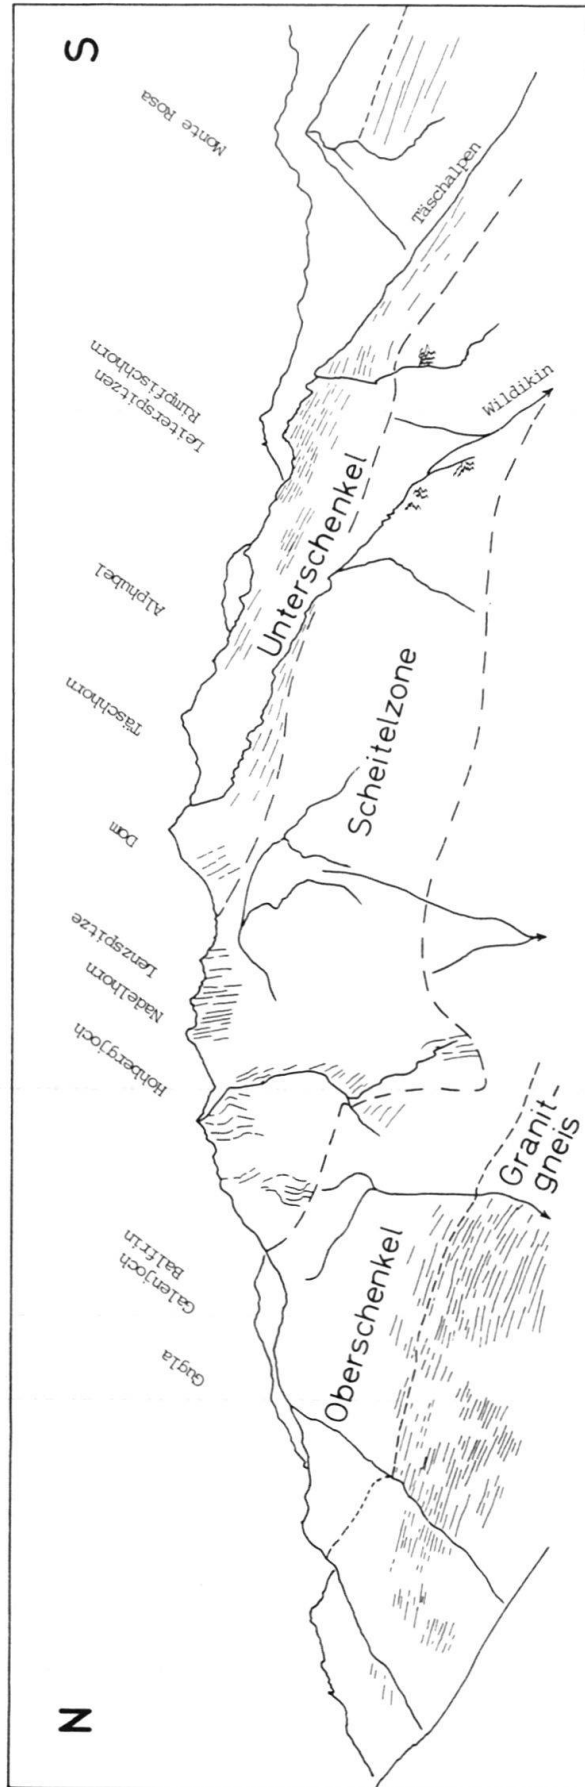 N
S
Gugla
Galenjoch
Balfrin
Hohbergjoch
Nadelhorn
Lenzspitze
Dom
Täschhorn
Alphubel
Leiterspitzen
Rimpfischhorn
Monte Rosa
Oberschenkel
Granit-
gneis
Scheitelzone
Unterschenkel
Wildikin
Täschalpen